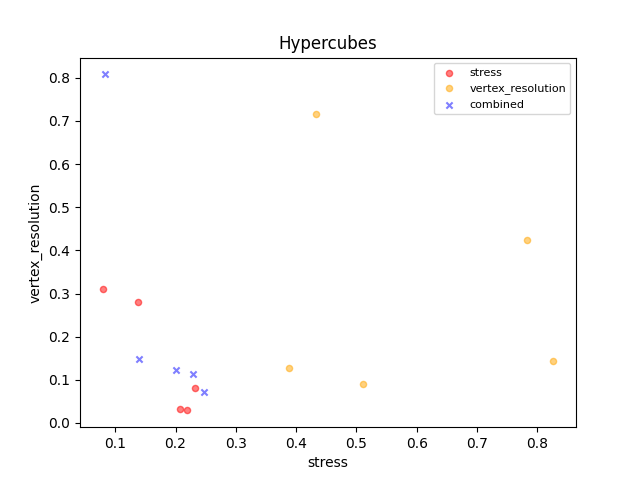 Hypercubes
stress
vertex_resolution
combined
0.8
0.7
0.6
0.5
0.4
0.3
0.2
0.1
0.0
vertex_resolution
0.1 0.2 0.3 0.4 0.5 0.6 0.7 0.8
stress